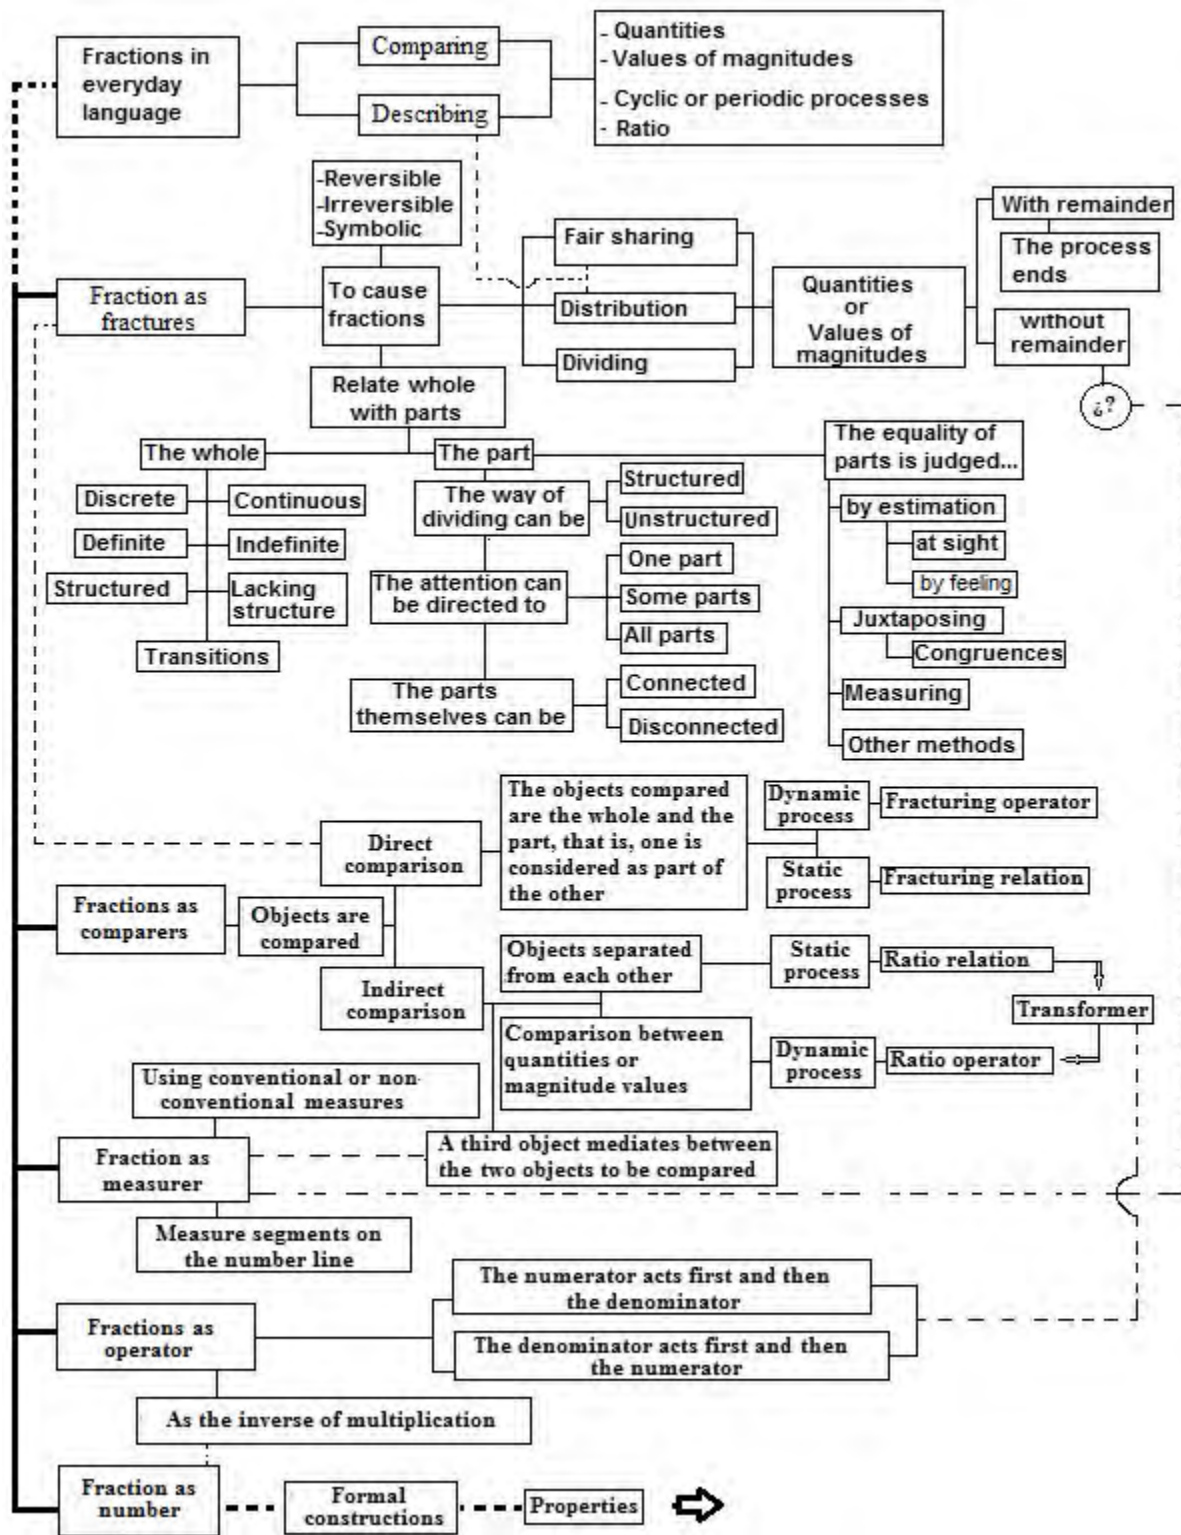 Fractions in
everyday
language
Comparing
Describing
- Quantities
- Values of magnitudes
- Cyclic or periodic processes
- Ratio
-Reversible
-Irreversible
-Symbolic
Fraction as
fractures
To cause
fractions
Fair sharing
Distribution
Dividing
Quantities
or
Values of
magnitudes
With remainder
The process
ends
without
remainder
¿?
Relate whole
with parts
The whole
The part
The equality of
parts is judged...
Discrete
Continuous
Definite
Indefinite
Structured
Lacking
structure
Transitions
The way of
dividing can be
Structured
Unstructured
The attention can
be directed to
One part
Some parts
All parts
The parts
themselves can be
Connected
Disconnected
by estimation
at sight
by feeling
Juxtaposing
Congruences
Measuring
Other methods
Fractions as
comparers
Objects are
compared
Direct
comparison
The objects compared
are the whole and the
part, that is, one is
considered as part of
the other
Dynamic
process
Fracturing operator
Static
process
Fracturing relation
Indirect
comparison
Objects separated
from each other
Static
process
Ratio relation
Transformer
Comparison between
quantities or
magnitude values
Dynamic
process
Ratio operator
Using conventional or non-
conventional measures
Fraction as
measurer
A third object mediates between
the two objects to be compared
Measure segments on
the number line
Fractions as
operator
The numerator acts first and then
the denominator
The denominator acts first and then
the numerator
As the inverse of multiplication
Fraction as
number
Formal
constructions
Properties